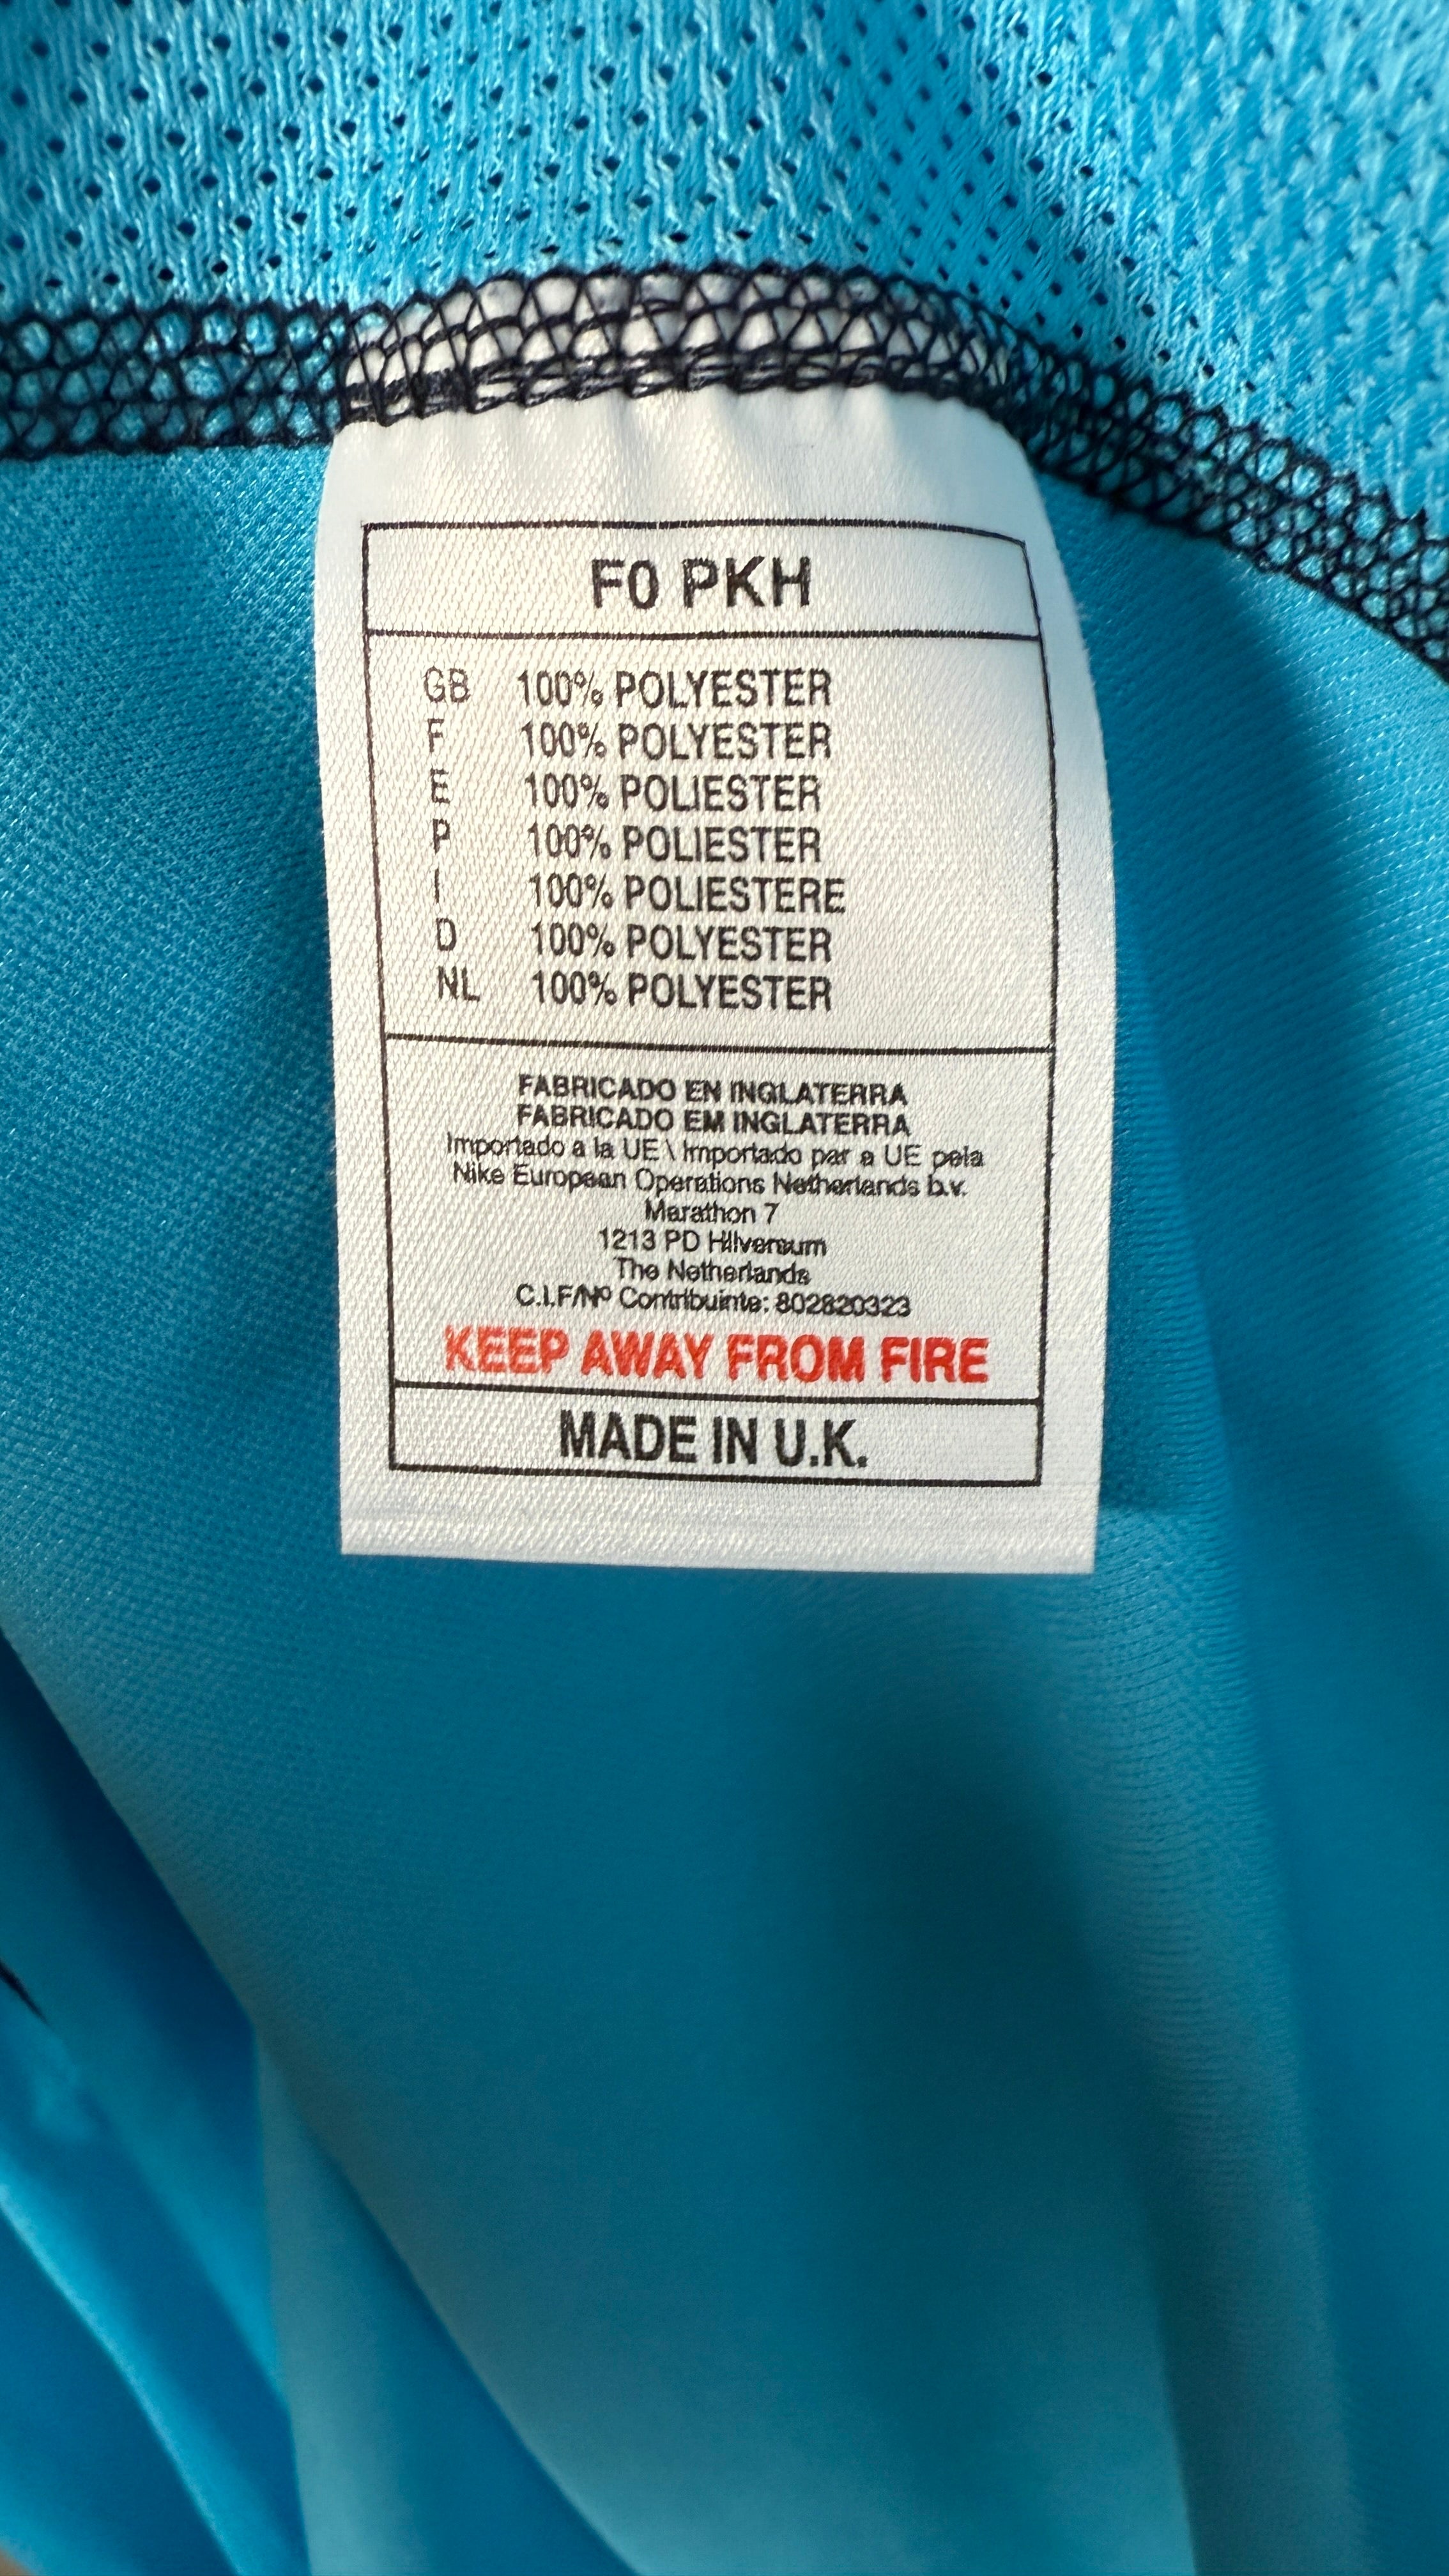 F0 PKH
GB 100% POLYESTER
F 100% POLYESTER
E 100% POLIESTER
P 100% POLIESTER
I 100% POLIESTERE
D 100% POLYESTER
NL 100% POLYESTER
FABRICADO EN INGLATERRA
FABRICADO EM INGLATERRA
Importado a la UE \ Importado par a UE pela
Nike European Operations Netherlands b.v.
Marathon 7
1213 PD Hilversum
The Netherlands
C.I.F/Nº Contribuinte: 802820323
KEEP AWAY FROM FIRE
MADE IN U.K.